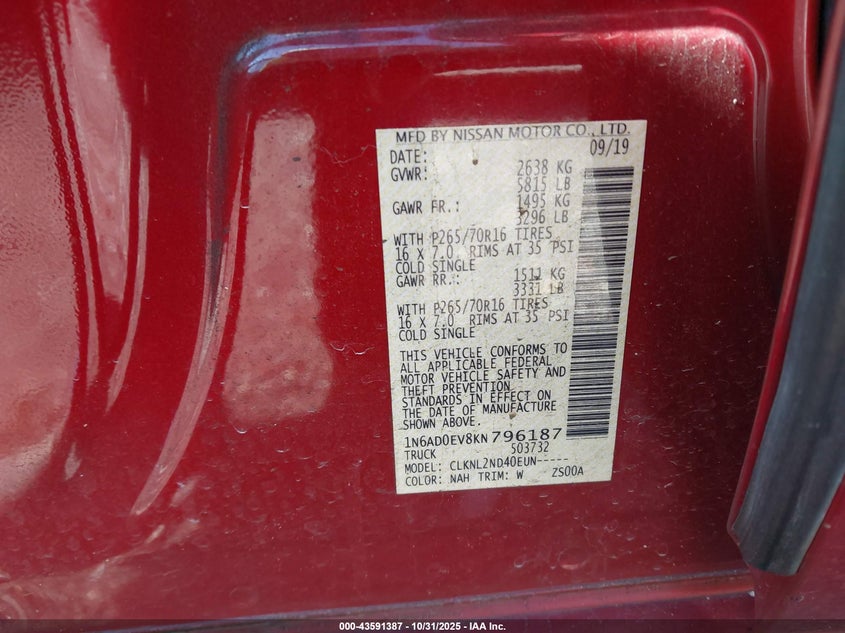 MFD BY NISSAN MOTOR CO., LTD.
DATE: 09/19
GVWR: 2638 KG
5815 LB
GAWR FR.: 1495 KG
3296 LB
WITH P265/70R16 TIRES
16 X 7.0 RIMS AT 35 PSI
COLD SINGLE
GAWR RR.: 1511 KG
3331 LB
WITH P265/70R16 TIRES
16 X 7.0 RIMS AT 35 PSI
COLD SINGLE
THIS VEHICLE CONFORMS TO
ALL APPLICABLE FEDERAL
MOTOR VEHICLE SAFETY AND
THEFT PREVENTION
STANDARDS IN EFFECT ON
THE DATE OF MANUFACTURE
SHOWN ABOVE.
1N6AD0EV8KN796187
TRUCK 503732
MODEL: CLKNL2ND40EUN-----
COLOR: NAH TRIM: W ZS00A
000-43591387 - 10/31/2025 - IAA Inc.